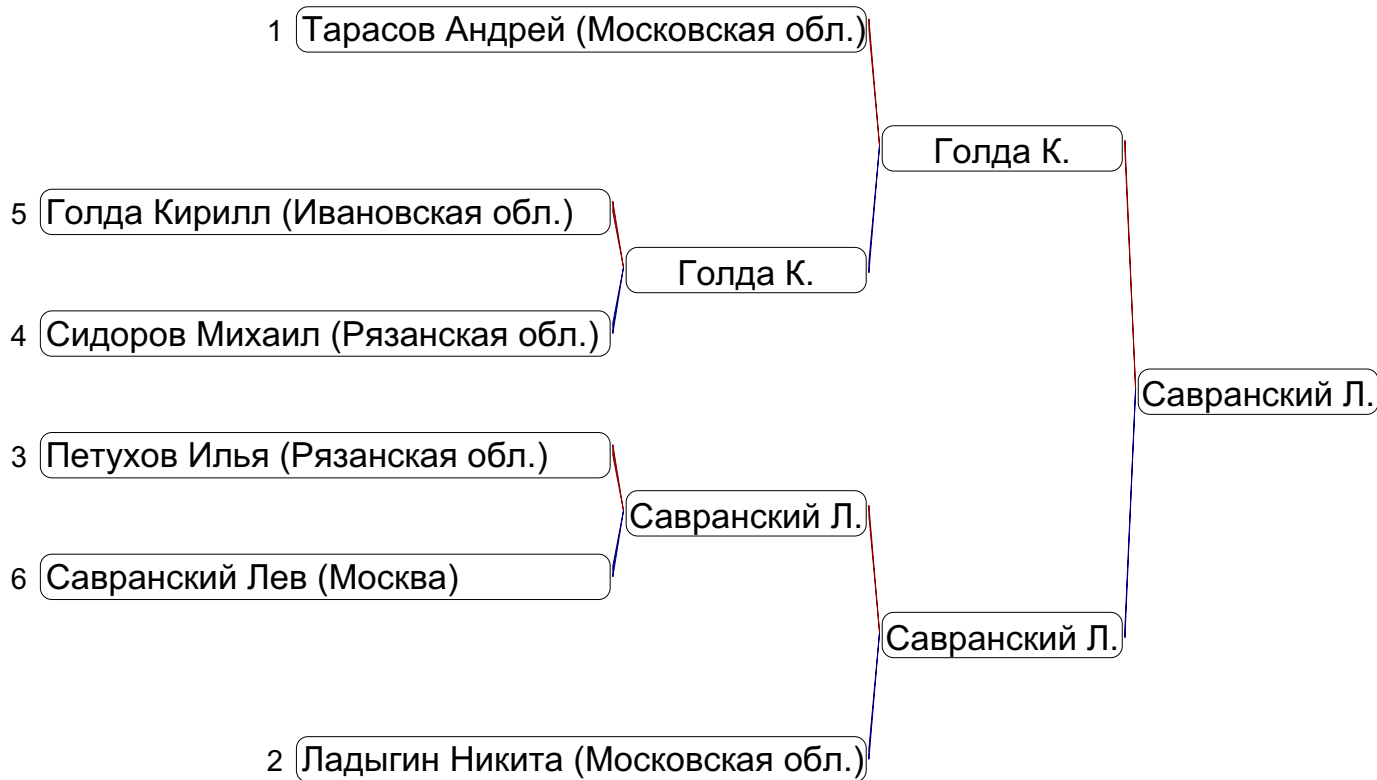 1 Тарасов Андрей (Московская обл.)
Голда К.
5 Голда Кирилл (Ивановская обл.)
Голда К.
4 Сидоров Михаил (Рязанская обл.)
Савранский Л.
3 Петухов Илья (Рязанская обл.)
Савранский Л.
6 Савранский Лев (Москва)
Савранский Л.
2 Ладыгин Никита (Московская обл.)